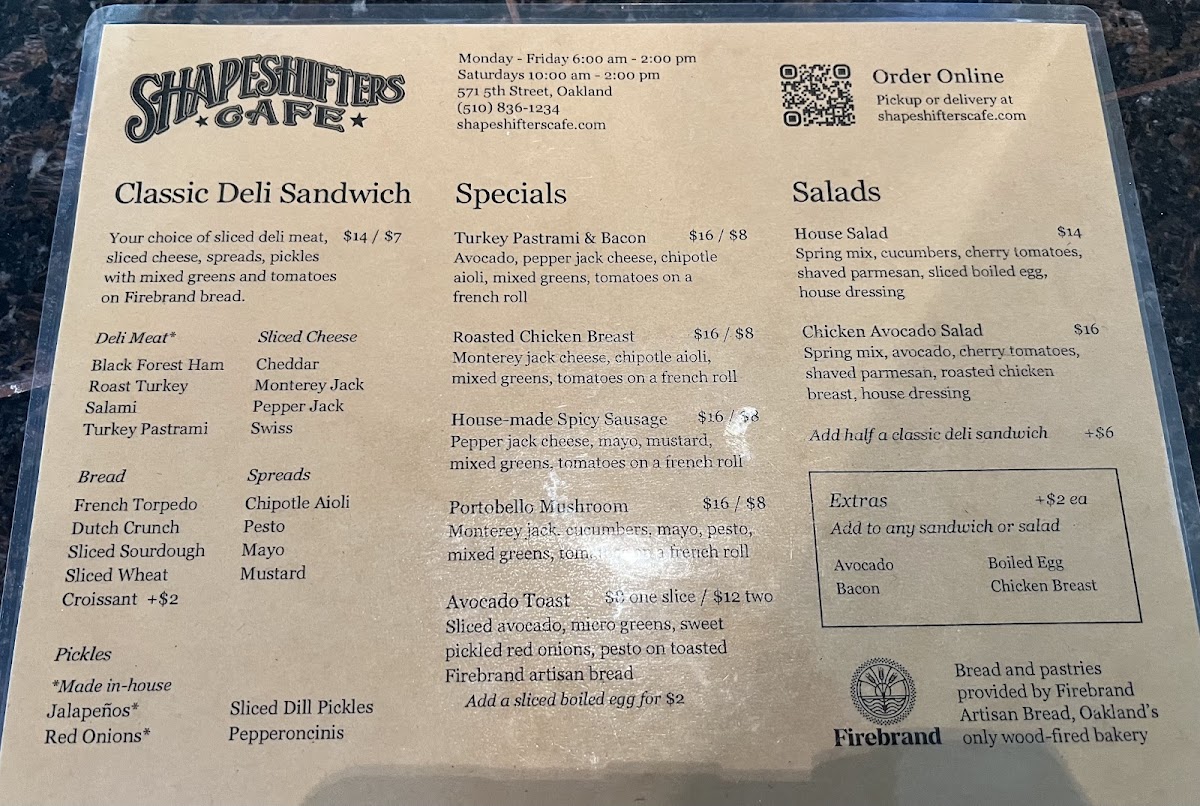 SHAPESHIFTERS
CAFE
Monday - Friday 6:00 am - 2:00 pm
Saturdays 10:00 am - 2:00 pm
571 5th Street, Oakland
(510) 836-1234
shapeshifterscafe.com
Order Online
Pickup or delivery at
shapeshifterscafe.com
Classic Deli Sandwich
Your choice of sliced deli meat, $14 / $7
sliced cheese, spreads, pickles
with mixed greens and tomatoes
on Firebrand bread.
Deli Meat*
Black Forest Ham
Roast Turkey
Salami
Turkey Pastrami
Sliced Cheese
Cheddar
Monterey Jack
Pepper Jack
Swiss
Bread
French Torpedo
Dutch Crunch
Sliced Sourdough
Sliced Wheat
Croissant +$2
Spreads
Chipotle Aioli
Pesto
Mayo
Mustard
Pickles
*Made in-house
Jalapeños*
Red Onions*
Sliced Dill Pickles
Pepperoncinis
Specials
Turkey Pastrami & Bacon $16 / $8
Avocado, pepper jack cheese, chipotle
aioli, mixed greens, tomatoes on a
french roll
Roasted Chicken Breast $16 / $8
Monterey jack cheese, chipotle aioli,
mixed greens, tomatoes on a french roll
House-made Spicy Sausage $16 / $8
Pepper jack cheese, mayo, mustard,
mixed greens, tomatoes on a french roll
Portobello Mushroom $16 / $8
Monterey jack, cucumbers, mayo, pesto,
mixed greens, on a french roll
Avocado Toast $8 one slice / $12 two
Sliced avocado, micro greens, sweet
pickled red onions, pesto on toasted
Firebrand artisan bread
Add a sliced boiled egg for $2
Salads
House Salad $14
Spring mix, cucumbers, cherry tomatoes,
shaved parmesan, sliced boiled egg,
house dressing
Chicken Avocado Salad $16
Spring mix, avocado, cherry tomatoes,
shaved parmesan, roasted chicken
breast, house dressing
Add half a classic deli sandwich +$6
Extras +$2 ea
Add to any sandwich or salad
Avocado Boiled Egg
Bacon Chicken Breast
Firebrand
Bread and pastries
provided by Firebrand
Artisan Bread, Oakland's
only wood-fired bakery